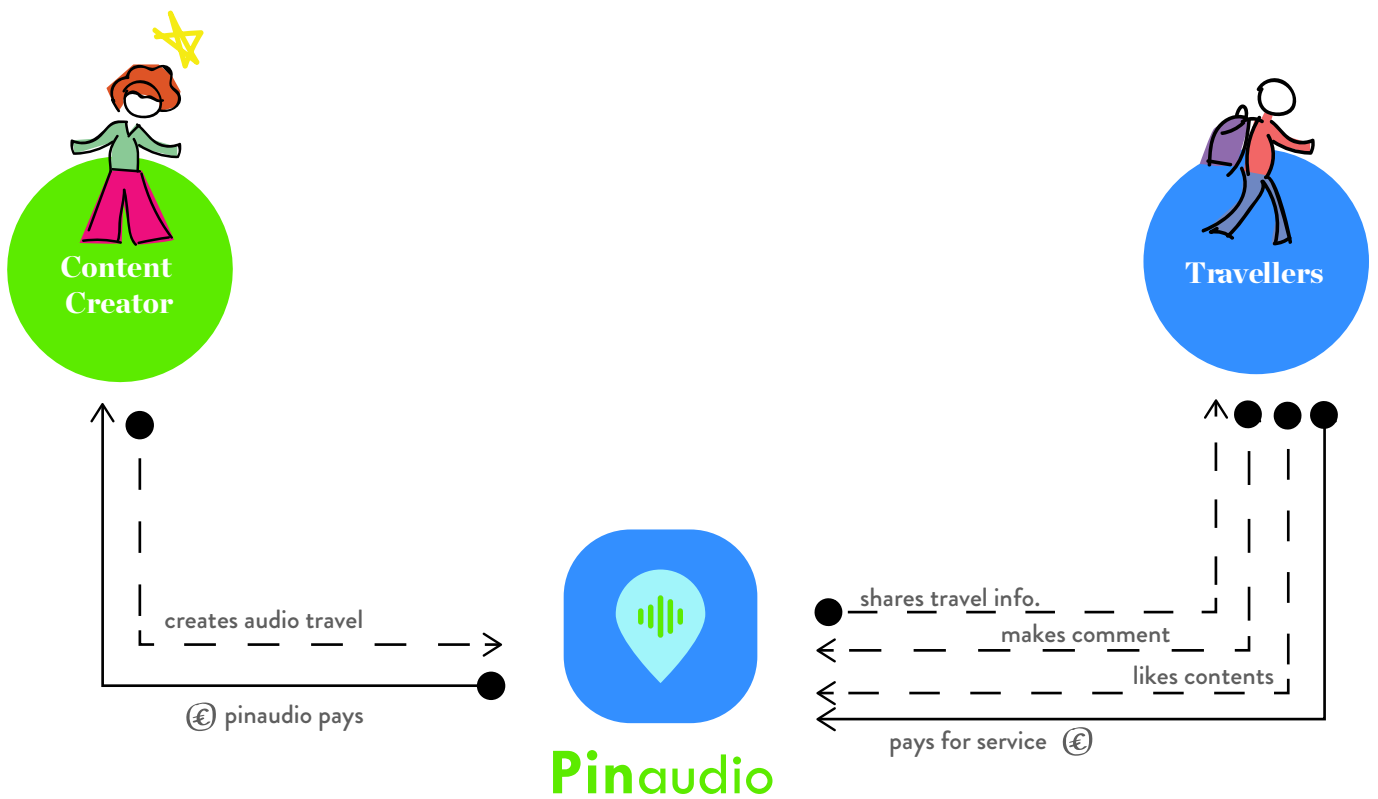 Content
Creator
Travellers
creates audio travel
€ pinaudio pays
shares travel info.
makes comment
likes contents
pays for service €
Pinaudio